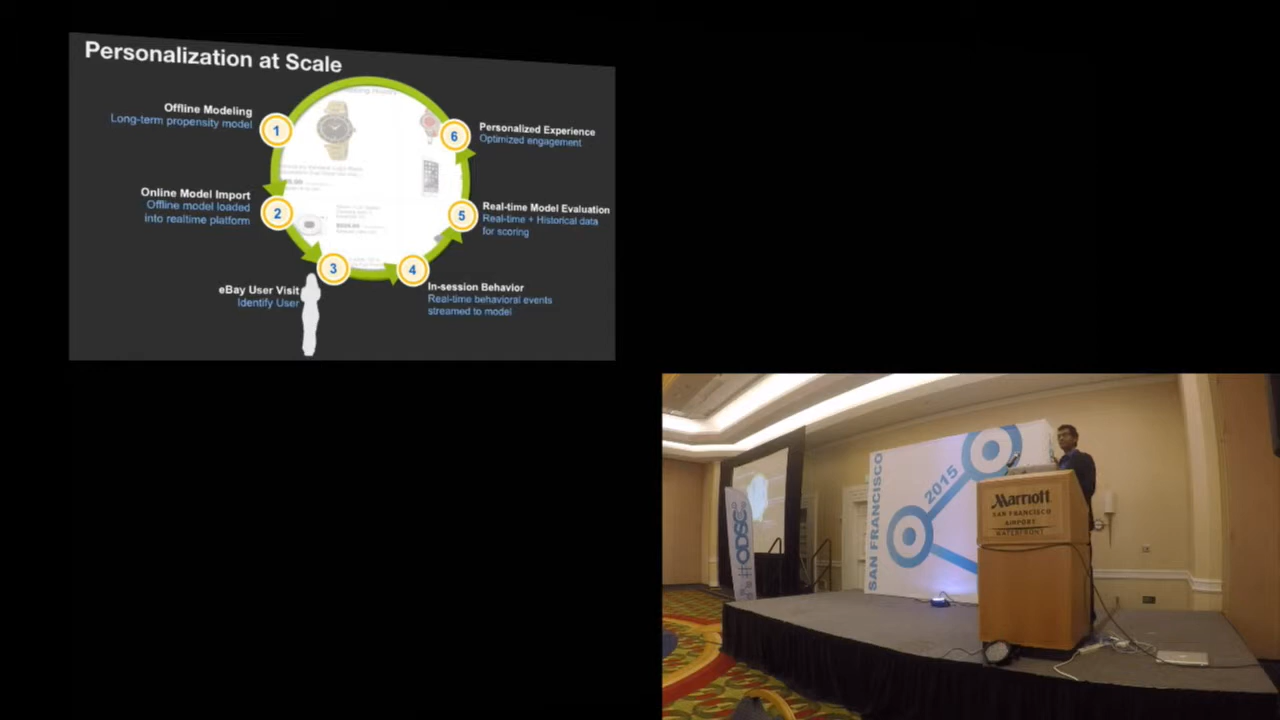 Personalization at Scale
Offline Modeling
Long-term propensity model
1
Online Model Import
Offline model loaded
into realtime platform
2
eBay User Visit
Identify User
3
4
In-session Behavior
Real-time behavioral events
streamed to model
5
Real-time Model Evaluation
Real-time + Historical data
for scoring
6
Personalized Experience
Optimized engagement
SAN FRANCISCO
2015
#ODSC
Marriott
SAN FRANCISCO
AIRPORT
WATERFRONT